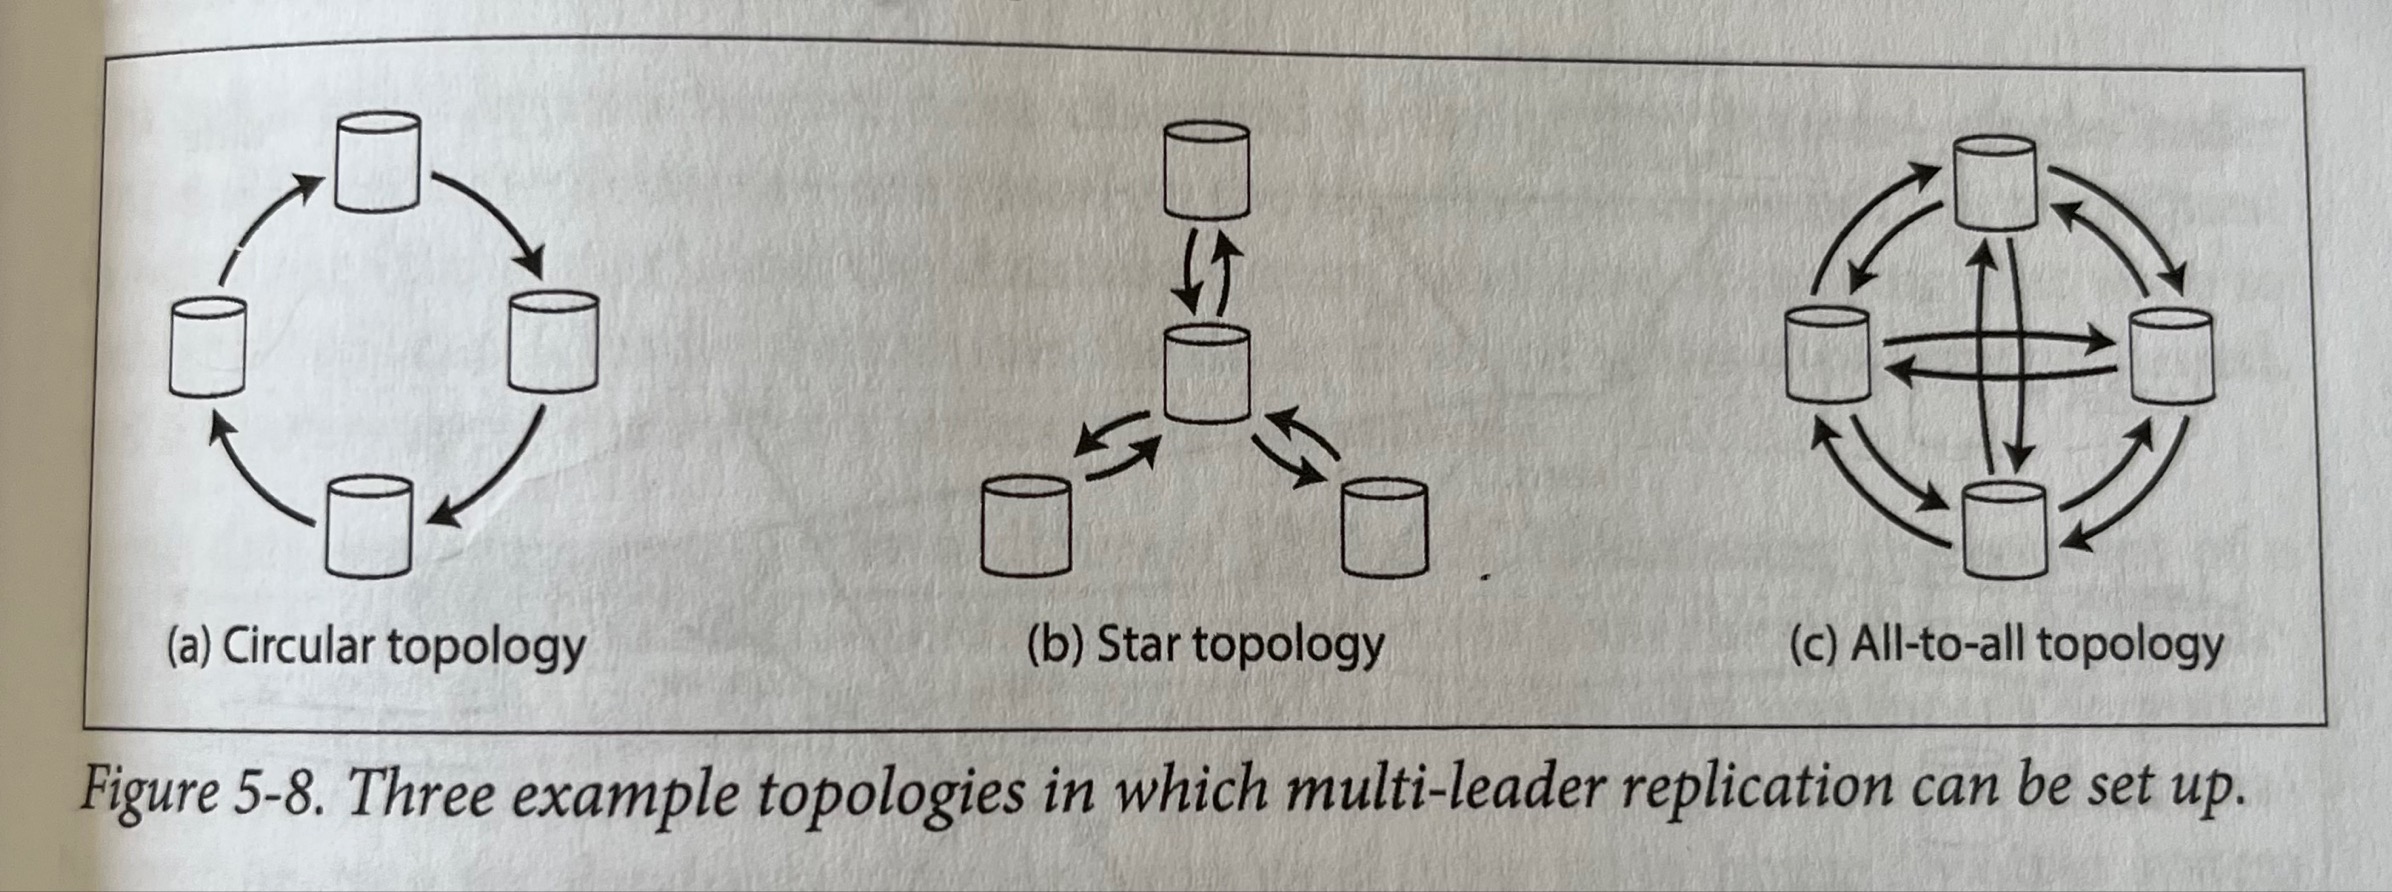 (a) Circular topology
(b) Star topology
(c) All-to-all topology
Figure 5-8. Three example topologies in which multi-leader replication can be set up.